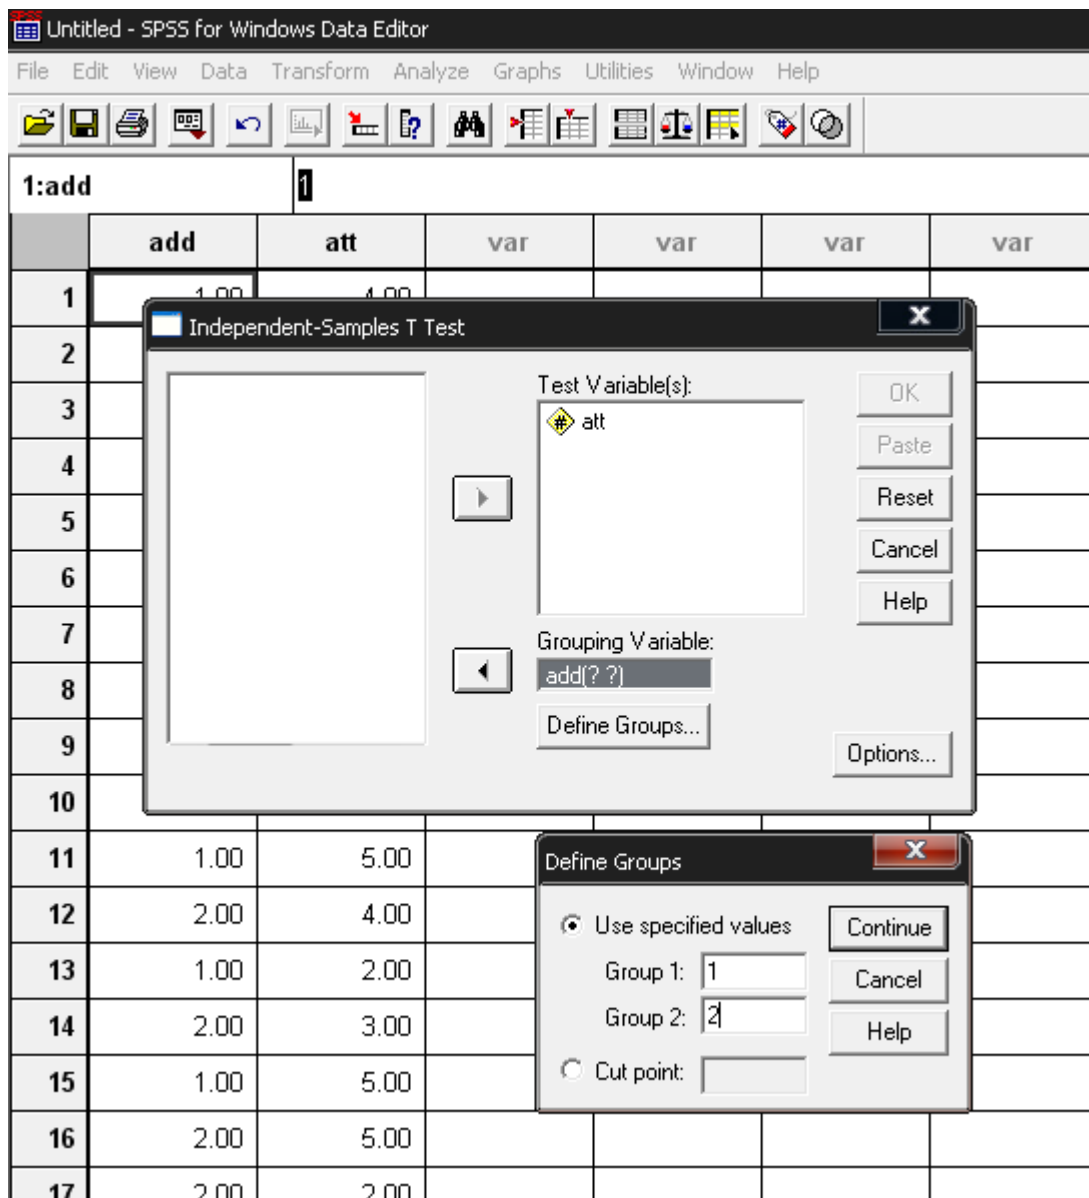 SPSS
Untitled - SPSS for Windows Data Editor
File Edit View Data Transform Analyze Graphs Utilities Window Help
1:add 1
add att var var var var
1 1.00 4.00
Independent-Samples T Test
2
3
4
5
6
7
8
9
10
Test Variable(s):
# att
OK
Paste
Reset
Cancel
Help
Grouping Variable:
add(? ?)
Define Groups...
Options...
11 1.00 5.00
12 2.00 4.00
13 1.00 2.00
14 2.00 3.00
15 1.00 5.00
16 2.00 5.00
17 2.00 2.00
Define Groups
Use specified values
Group 1: 1
Group 2: 2
Cut point:
Continue
Cancel
Help